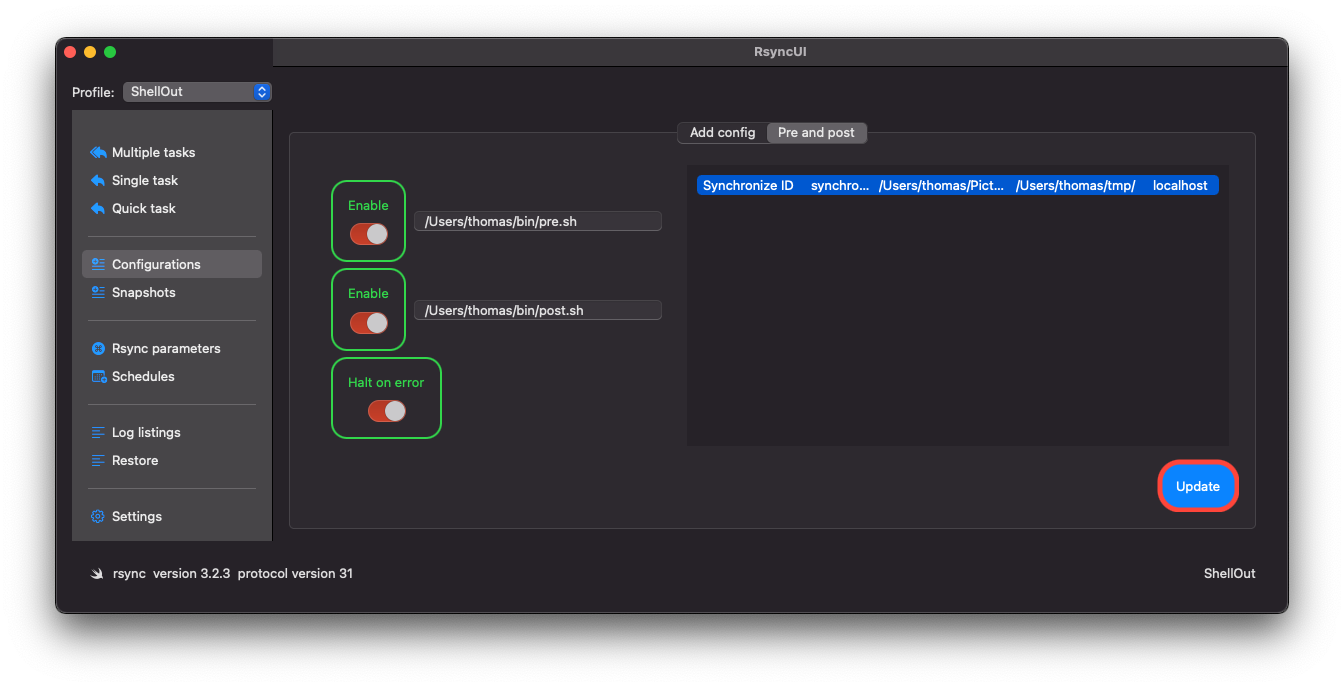 RsyncUI
Profile: ShellOut
Add config Pre and post
Multiple tasks
Single task
Quick task
Configurations
Snapshots
Rsync parameters
Schedules
Log listings
Restore
Settings
Enable
/Users/thomas/bin/pre.sh
Enable
/Users/thomas/bin/post.sh
Halt on error
Synchronize ID synchro... /Users/thomas/Pict... /Users/thomas/tmp/ localhost
Update
rsync version 3.2.3 protocol version 31
ShellOut